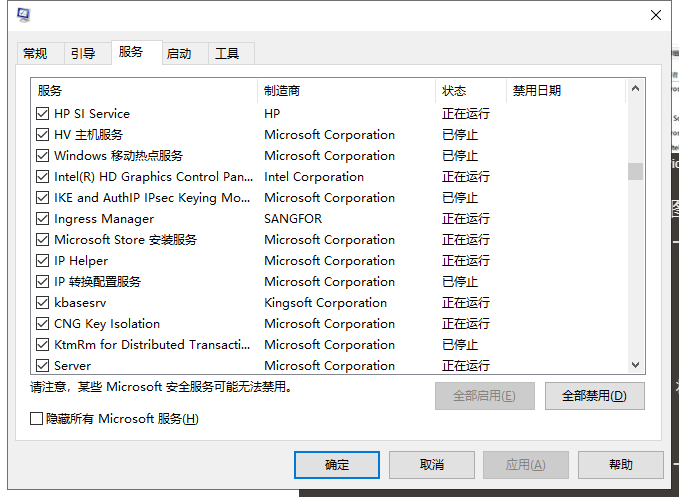 常规 引导 服务 启动 工具
服务 制造商 状态 禁用日期
HP SI Service HP 正在运行
HV 主机服务 Microsoft Corporation 已停止
Windows 移动热点服务 Microsoft Corporation 已停止
Intel(R) HD Graphics Control Pan... Intel Corporation 正在运行
IKE and AuthIP IPsec Keying Mo... Microsoft Corporation 已停止
Ingress Manager SANGFOR 正在运行
Microsoft Store 安装服务 Microsoft Corporation 正在运行
IP Helper Microsoft Corporation 正在运行
IP 转换配置服务 Microsoft Corporation 已停止
kbasesrv Kingsoft Corporation 正在运行
CNG Key Isolation Microsoft Corporation 正在运行
KtmRm for Distributed Transacti... Microsoft Corporation 已停止
Server Microsoft Corporation 正在运行
请注意，某些 Microsoft 安全服务可能无法禁用。
全部启用(E) 全部禁用(D)
隐藏所有 Microsoft 服务(H)
确定 取消 应用(A) 帮助